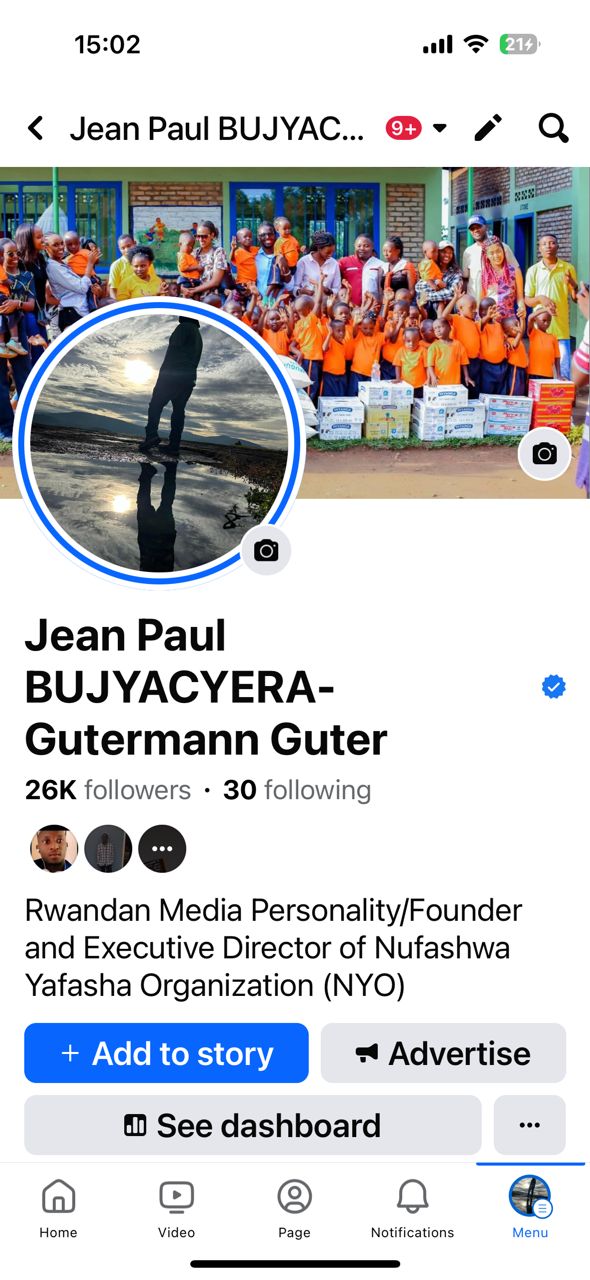 15:02
21
Jean Paul BUJYAC...
9+
Jean Paul
BUJYACYERA-
Gutermann Guter
26K followers · 30 following
Rwandan Media Personality/Founder
and Executive Director of Nufashwa
Yafasha Organization (NYO)
+ Add to story
Advertise
See dashboard
Home
Video
Page
Notifications
Menu